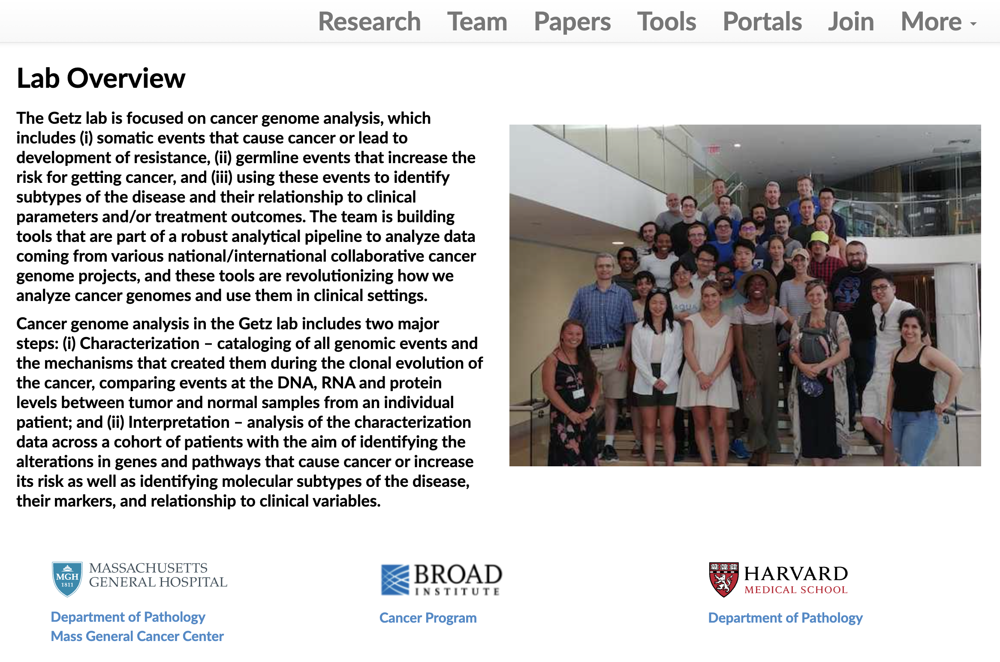 Research Team Papers Tools Portals Join More
Lab Overview
The Getz lab is focused on cancer genome analysis, which
includes (i) somatic events that cause cancer or lead to
development of resistance, (ii) germline events that increase the
risk for getting cancer, and (iii) using these events to identify
subtypes of the disease and their relationship to clinical
parameters and/or treatment outcomes. The team is building
tools that are part of a robust analytical pipeline to analyze data
coming from various national/international collaborative cancer
genome projects, and these tools are revolutionizing how we
analyze cancer genomes and use them in clinical settings.
Cancer genome analysis in the Getz lab includes two major
steps: (i) Characterization – cataloging of all genomic events and
the mechanisms that created them during the clonal evolution of
the cancer, comparing events at the DNA, RNA and protein
levels between tumor and normal samples from an individual
patient; and (ii) Interpretation – analysis of the characterization
data across a cohort of patients with the aim of identifying the
alterations in genes and pathways that cause cancer or increase
its risk as well as identifying molecular subtypes of the disease,
their markers, and relationship to clinical variables.
EXIT
AQUA
MGH
1811
MASSACHUSETTS
GENERAL HOSPITAL
Department of Pathology
Mass General Cancer Center
BROAD
INSTITUTE
Cancer Program
VE RI TAS
HARVARD
MEDICAL SCHOOL
Department of Pathology